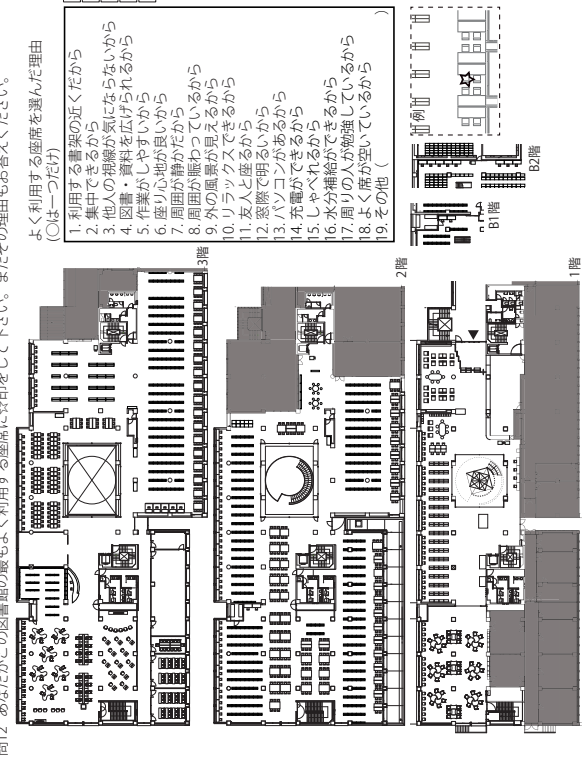 問12 あなたがこの図書館の最もよく利用する座席に☆印をして下さい。またその理由もお答えください。
よく利用する座席を選んだ理由
(○は一つだけ)
1. 利用する書架の近くだから
2. 集中できるから
3. 他人の視線が気にならないから
4. 図書・資料を広げられるから
5. 作業がしやすいから
6. 座り心地が良いから
7. 周囲が静かだから
8. 周囲が賑わっているから
9. 外の風景が見えるから
10. リラックスできるから
11. 友人と座るから
12. 窓際で明るいから
13. パソコンがあるから
14. 充電ができるから
15. しゃべれるから
16. 水分補給ができるから
17. 周りの人が勉強しているから
18. よく席が空いているから
19. その他 ( )
3階
2階
1階
B1階
B2階
例